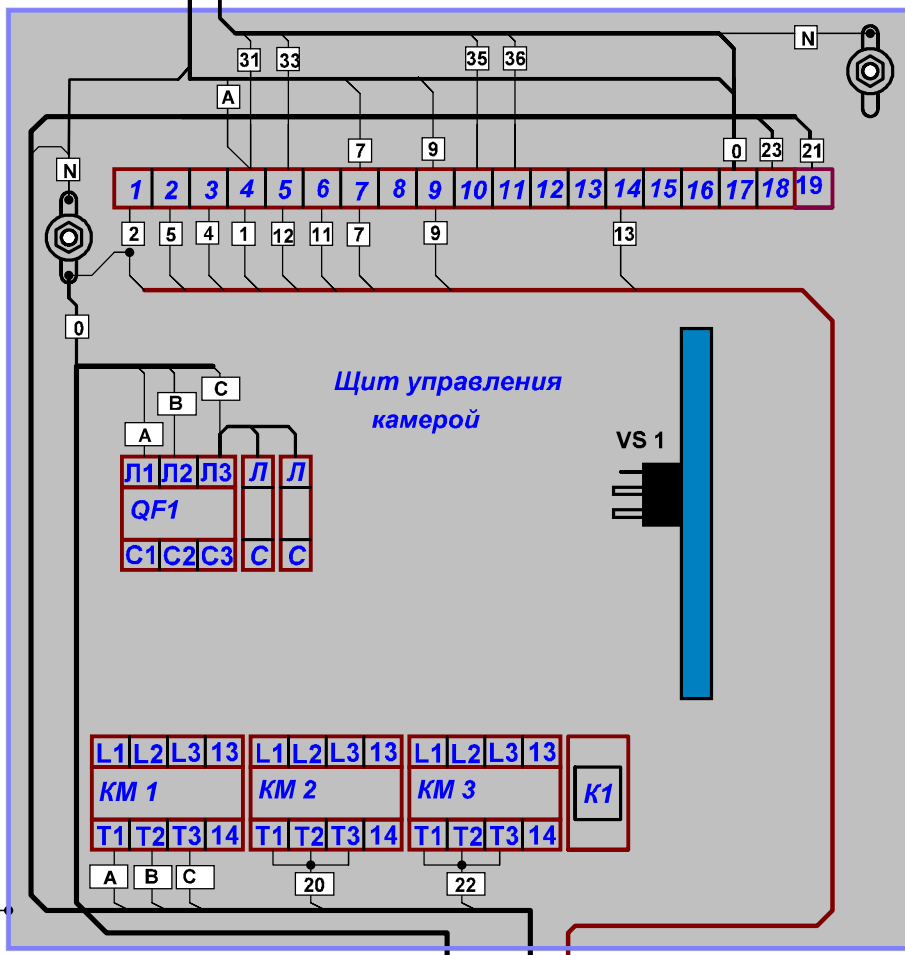 N
31 33 35 36
A
7 9 0 23 21
N
1 2 3 4 5 6 7 8 9 10 11 12 13 14 15 16 17 18 19
2 5 4 1 12 11 7 9 13
0
Щит управления
камерой
C
B
A
VS 1
Л1 Л2 Л3 Л Л
QF1
C1 C2 C3 C C
L1 L2 L3 13 L1 L2 L3 13 L1 L2 L3 13
КМ 1 КМ 2 КМ 3 К1
T1 T2 T3 14 T1 T2 T3 14 T1 T2 T3 14
A B C 20 22